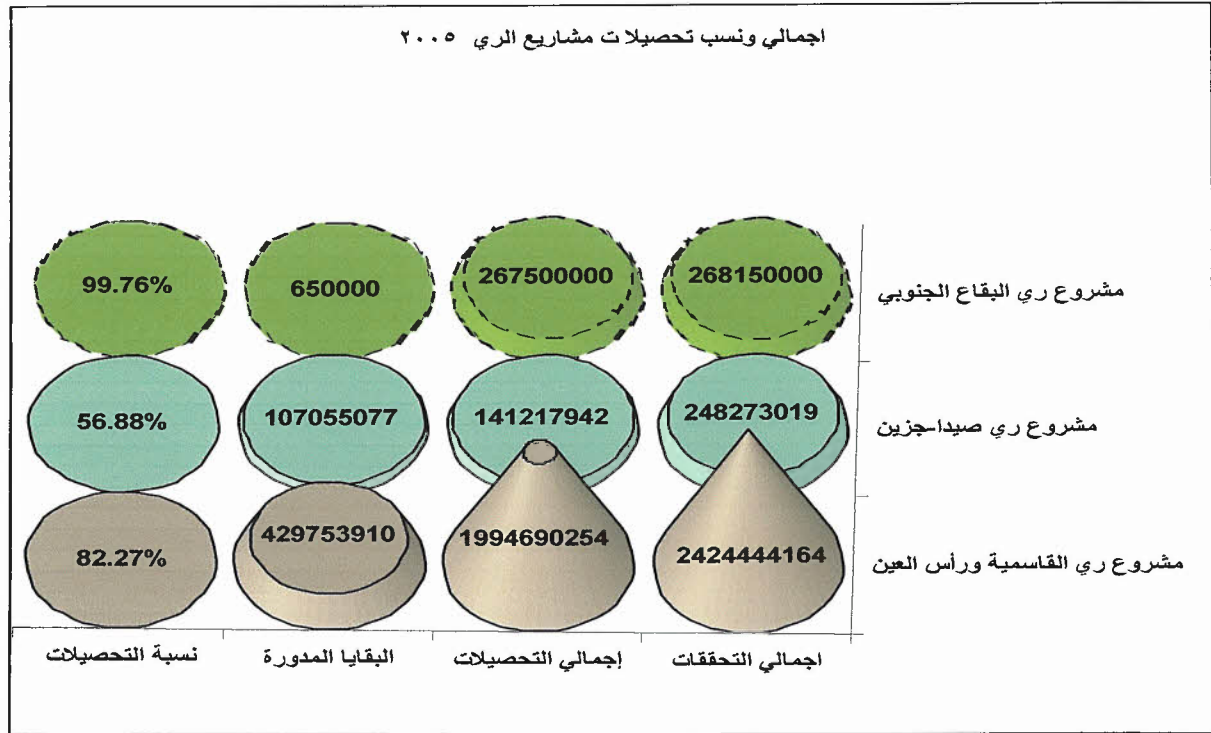 اجمالي ونسب تحصيلات مشاريع الري ٢٠٠٥
مشروع ري البقاع الجنوبي
268150000
267500000
650000
99.76%
مشروع ري صيدا-جزين
248273019
141217942
107055077
56.88%
مشروع ري القاسمية ورأس العين
2424444164
1994690254
429753910
82.27%
اجمالي التحققات
إجمالي التحصيلات
البقايا المدورة
نسبة التحصيلات